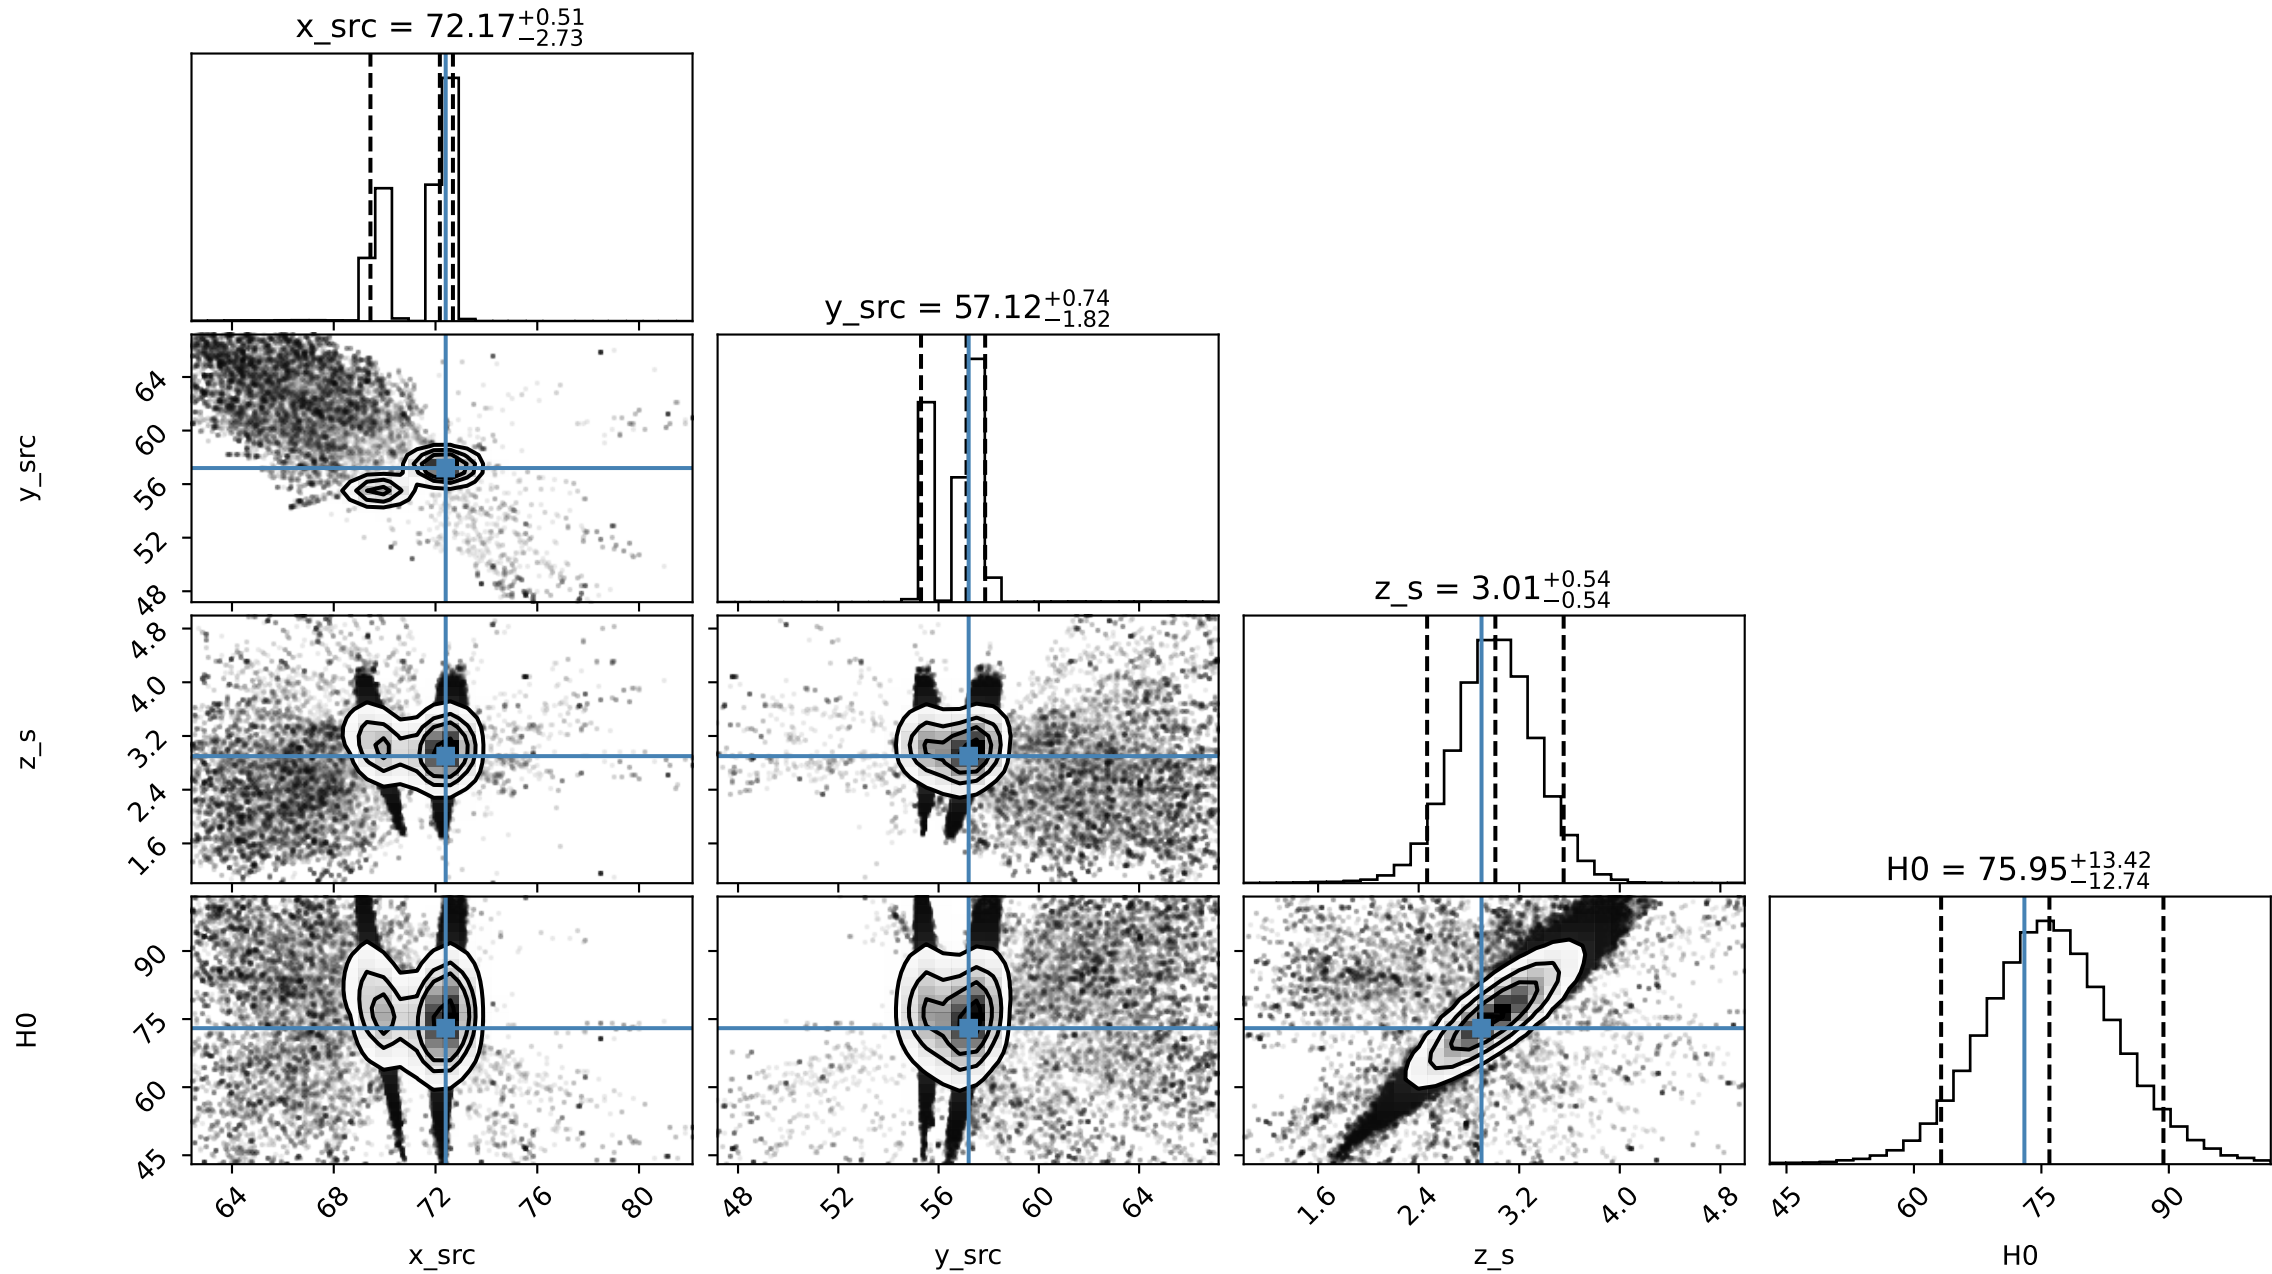 x_src = 72.17+0.51−2.73
y_src = 57.12+0.74−1.82
y_src
64
60
56
52
48
z_s = 3.01+0.54−0.54
z_s
4.8
4.0
3.2
2.4
1.6
H0 = 75.95+13.42−12.74
H0
90
75
60
45
64 68 72 76 80
48 52 56 60 64
1.6 2.4 3.2 4.0 4.8
45 60 75 90
x_src
y_src
z_s
H0